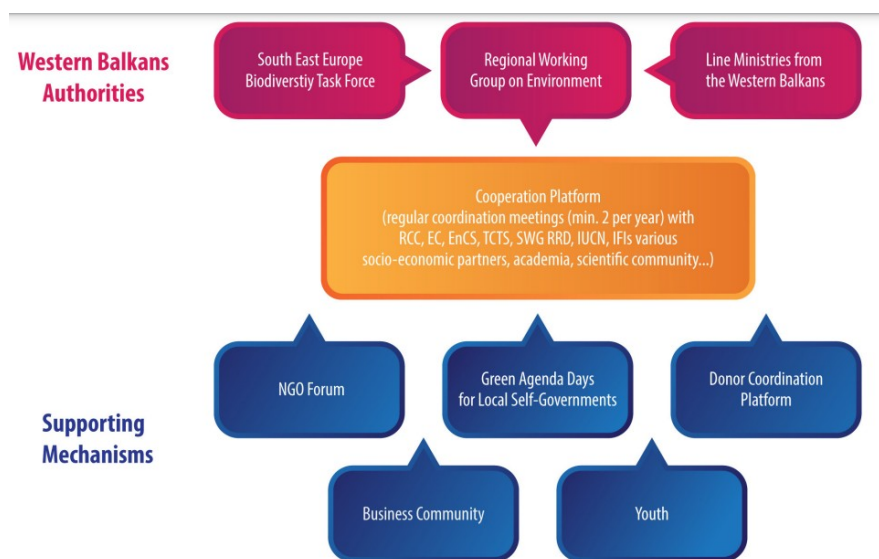 Western Balkans
Authorities
South East Europe
Biodiverstiy Task Force
Regional Working
Group on Environment
Line Ministries from
the Western Balkans
Cooperation Platform
(regular coordination meetings (min. 2 per year) with
RCC, EC, EnCS, TCTS, SWG RRD, IUCN, IFIs various
socio-economic partners, academia, scientific community...)
Supporting
Mechanisms
NGO Forum
Green Agenda Days
for Local Self-Governments
Donor Coordination
Platform
Business Community
Youth